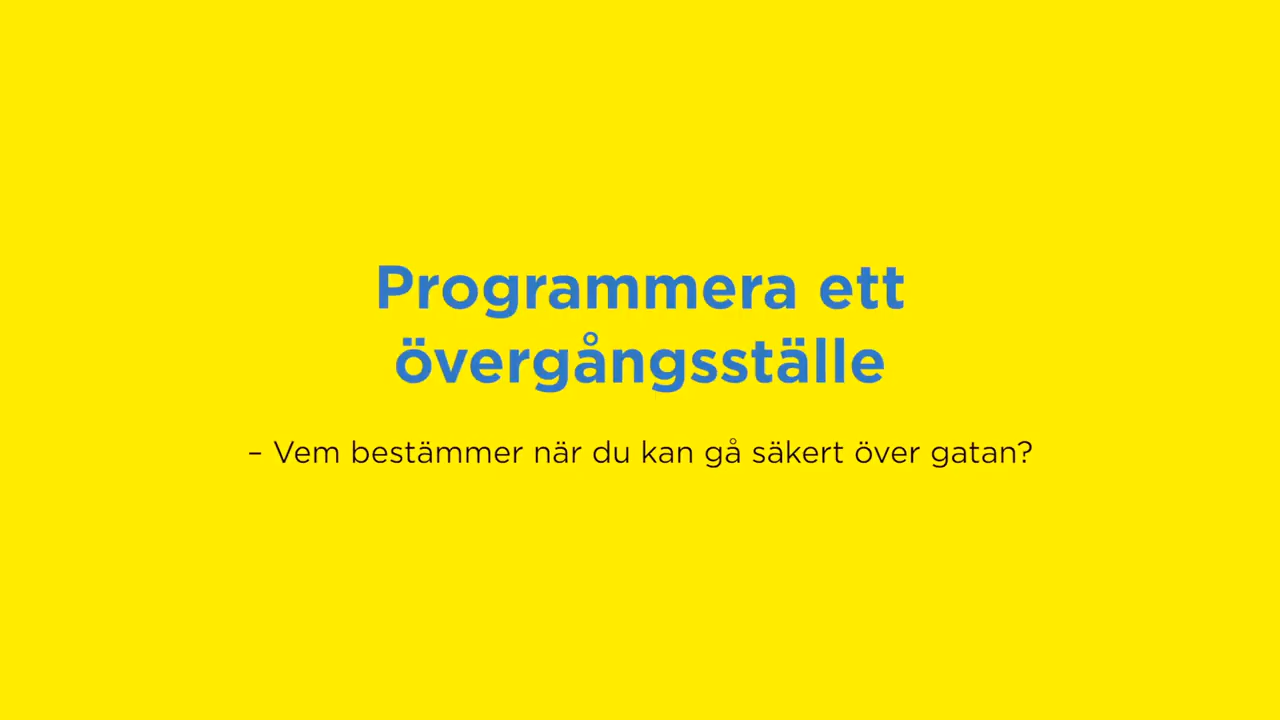 Programmera ett
övergångsställe
– Vem bestämmer när du kan gå säkert över gatan?